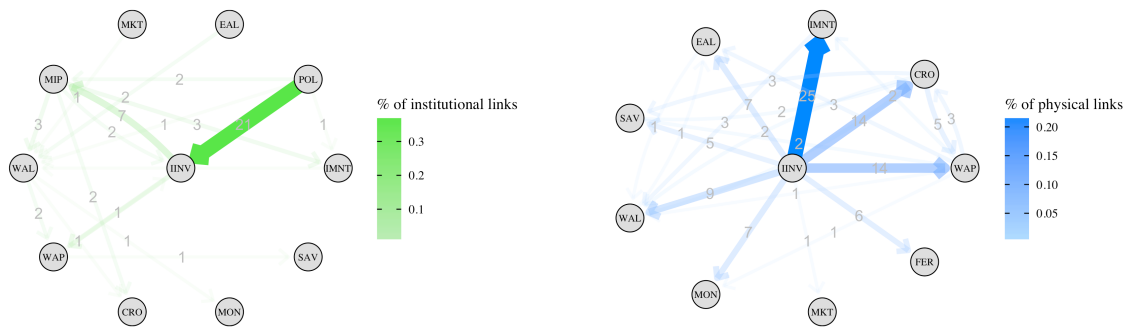 MKT EAL
MIP 2 POL
1 2
7
3 2 1 3 21 1
WAL IINV IMNT
2
2 1
1 1 1
WAP SAV
CRO MON
% of institutional links
0.3
0.2
0.1
IMNT
EAL
CRO
3
25 2
7
SAV 3 2 3 14
1 1 2 5 3
5 2
IINV WAP
14
9 1
2
WAL 6
7 1 1
FER
MON
MKT
% of physical links
0.20
0.15
0.10
0.05